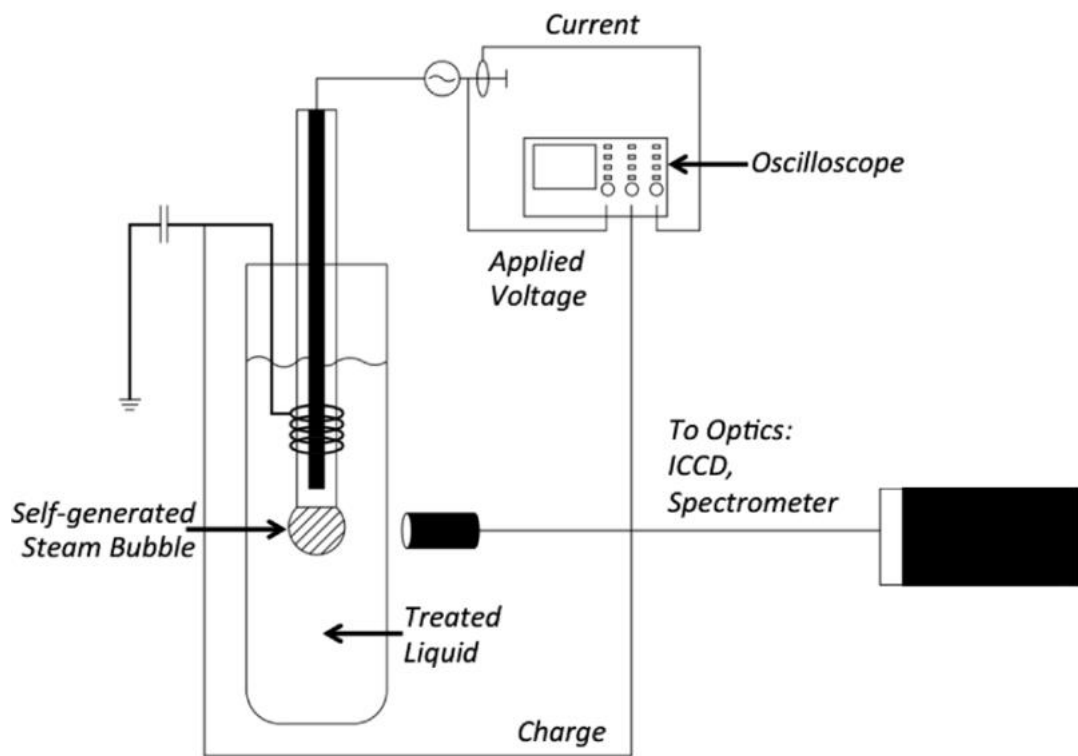 Current
Oscilloscope
Applied
Voltage
To Optics:
ICCD,
Spectrometer
Self-generated
Steam Bubble
Treated
Liquid
Charge